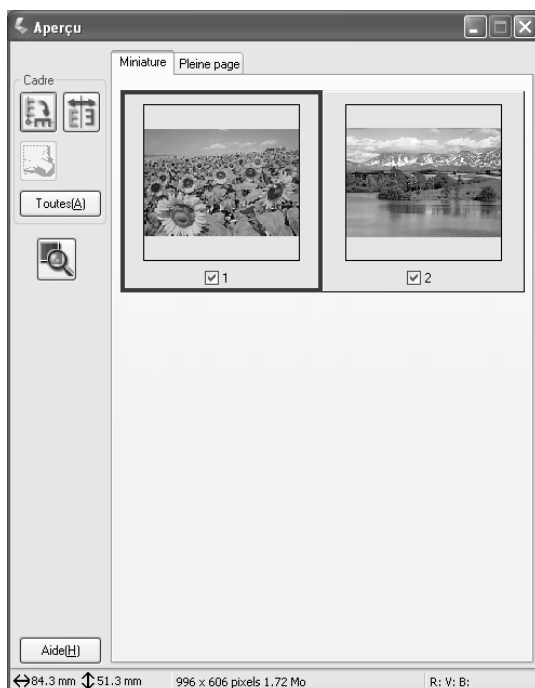 Aperçu
Miniature
Pleine page
Cadre
Toutes(A)
1
2
Aide(H)
84.3 mm 51.3 mm 996 x 606 pixels 1.72 Mo R: V: B: